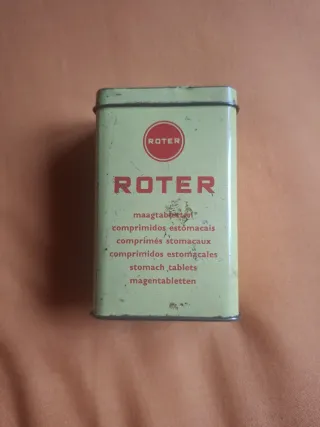 ROTER
ROTER
maagtabletten
comprimidos estomacais
comprimés stomacaux
comprimidos estomacales
stomach tablets
magentabletten